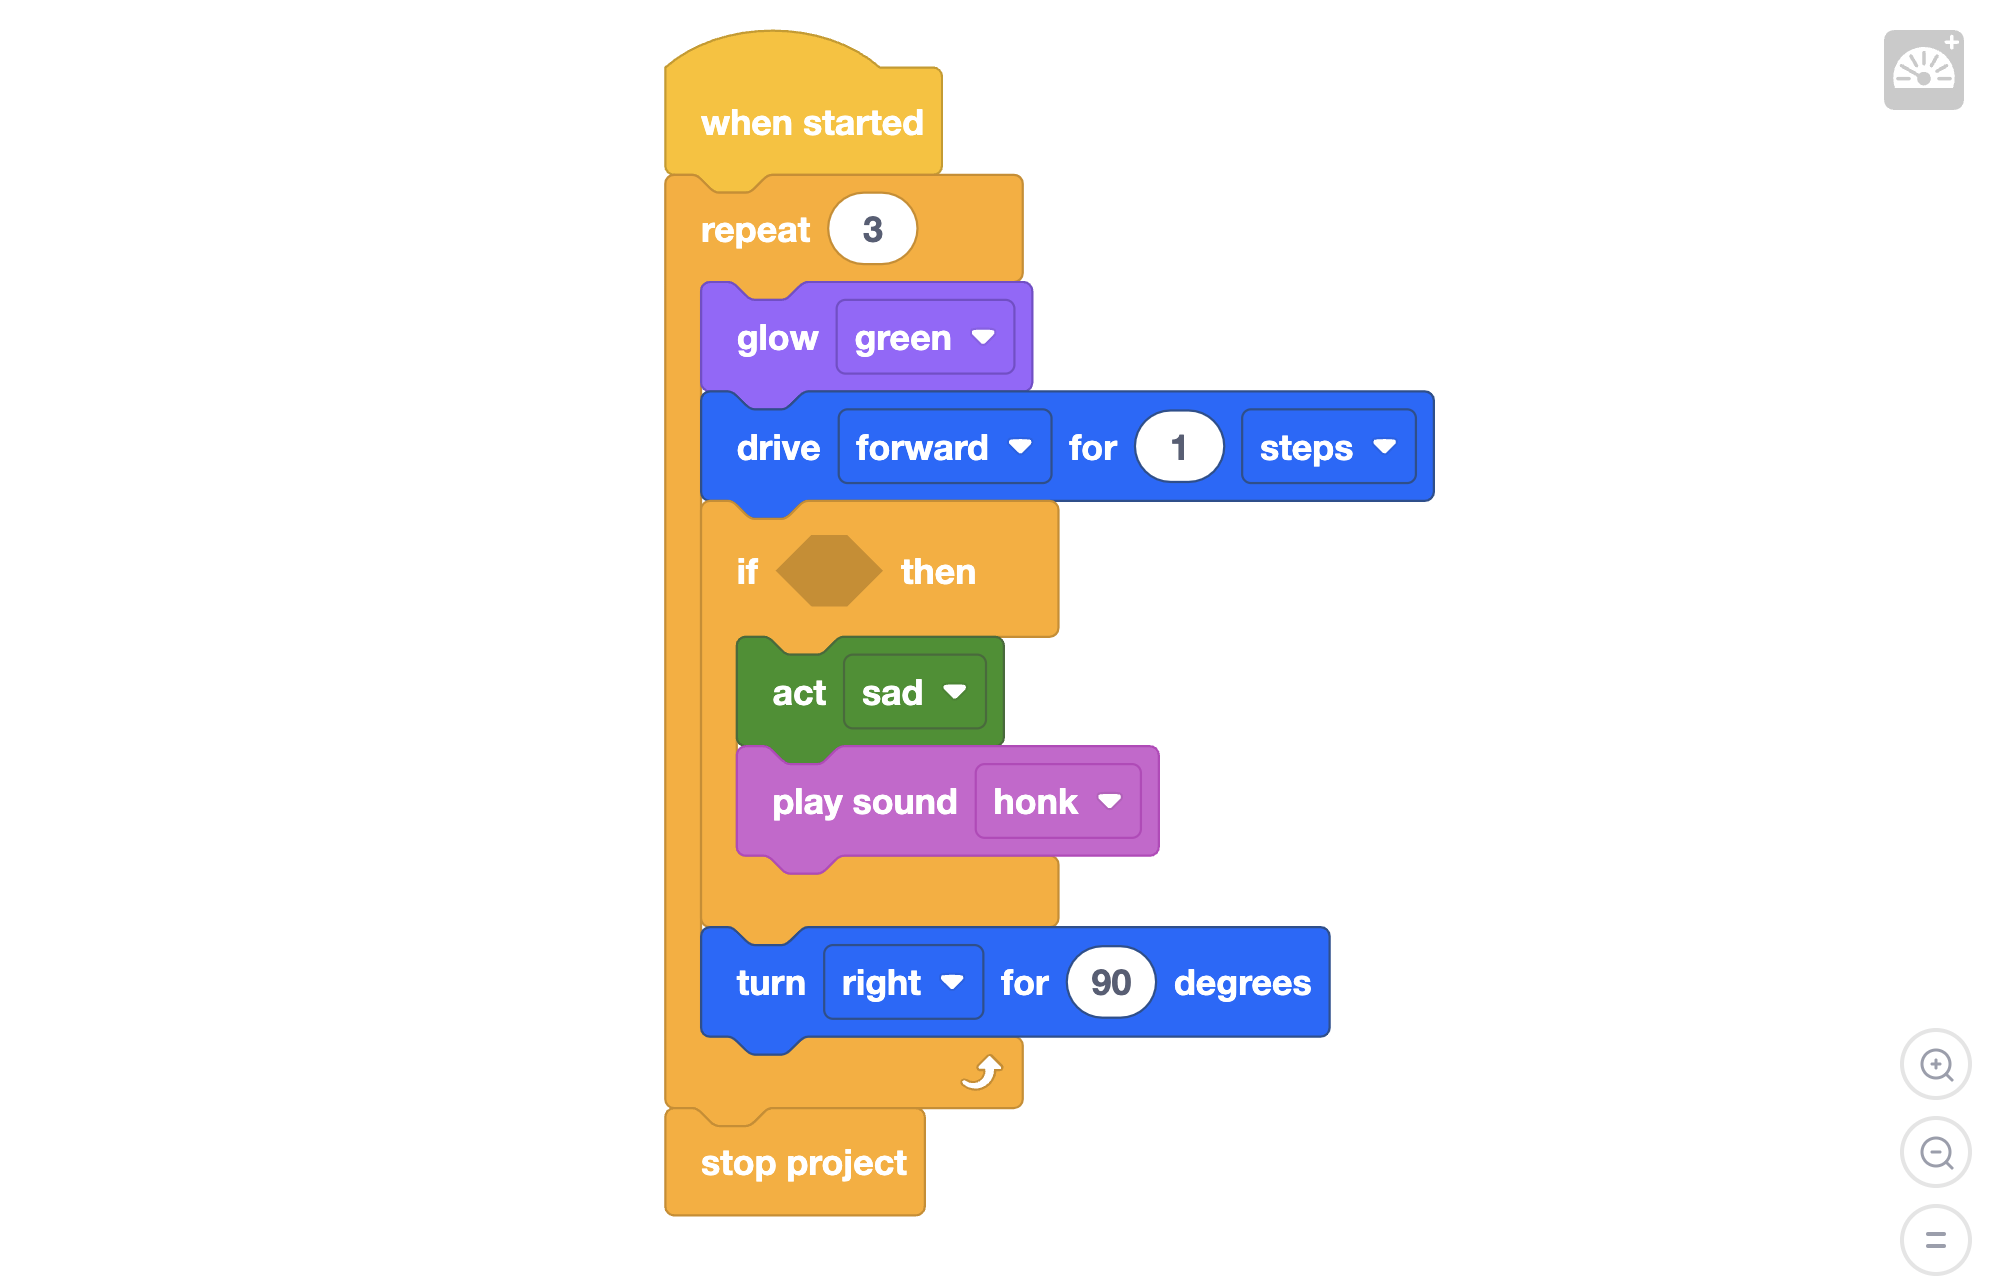 when started
repeat 3
glow green
drive forward for 1 steps
if then
act sad
play sound honk
turn right for 90 degrees
stop project